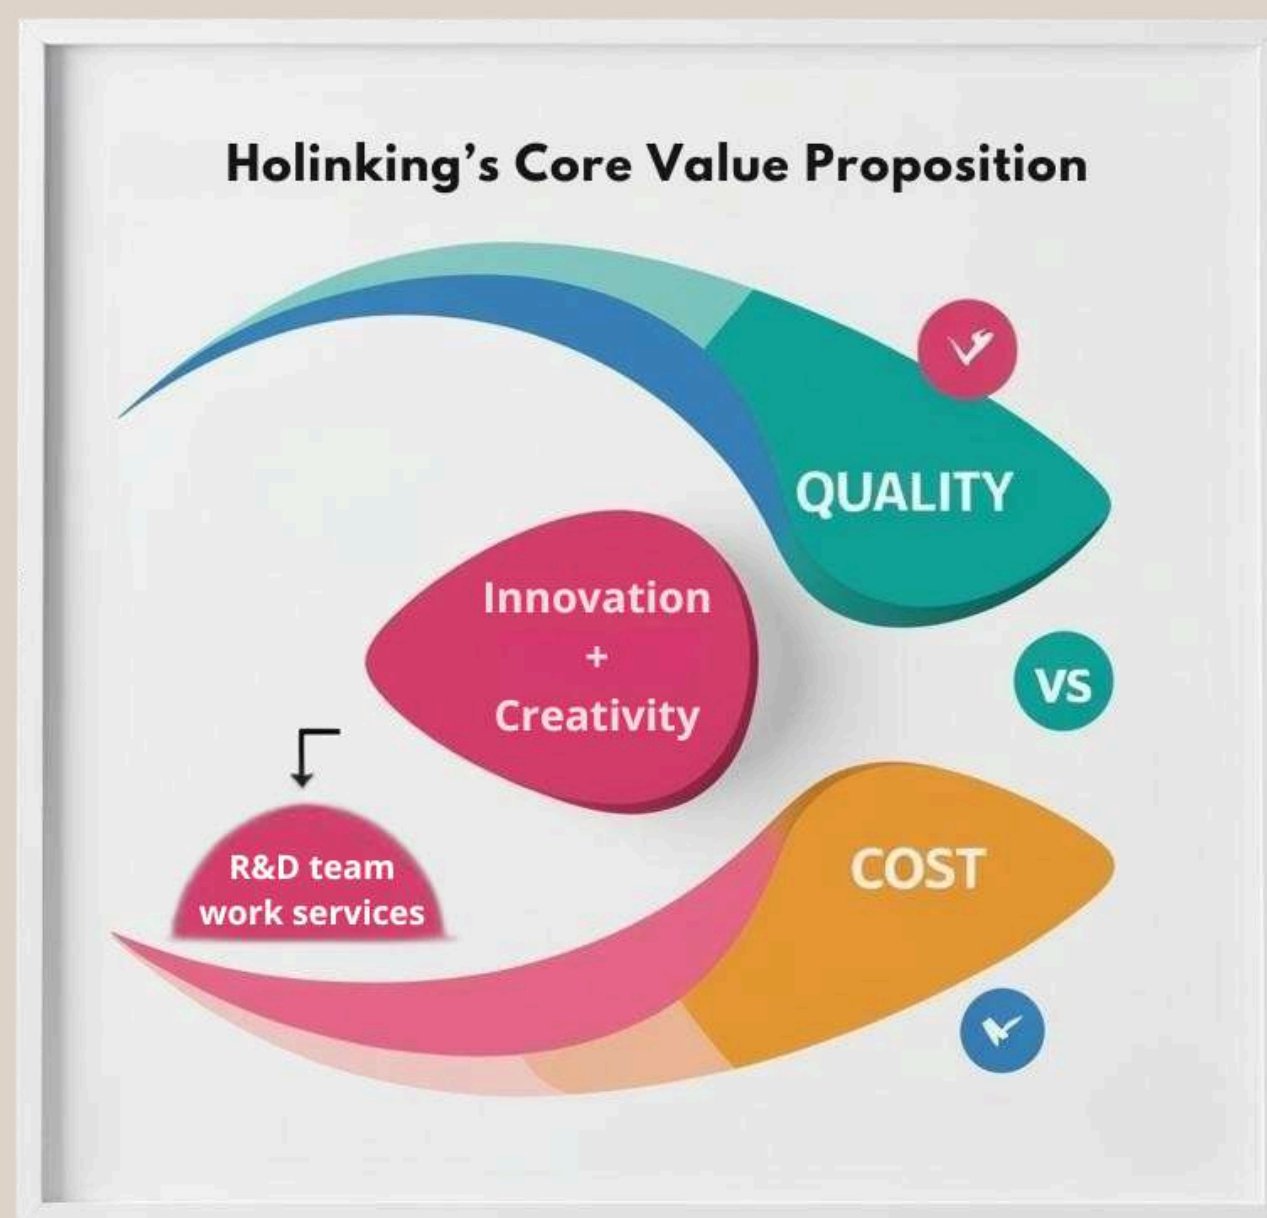 Holinking’s Core Value Proposition
QUALITY
Innovation
+
Creativity
VS
R&D team
work services
COST